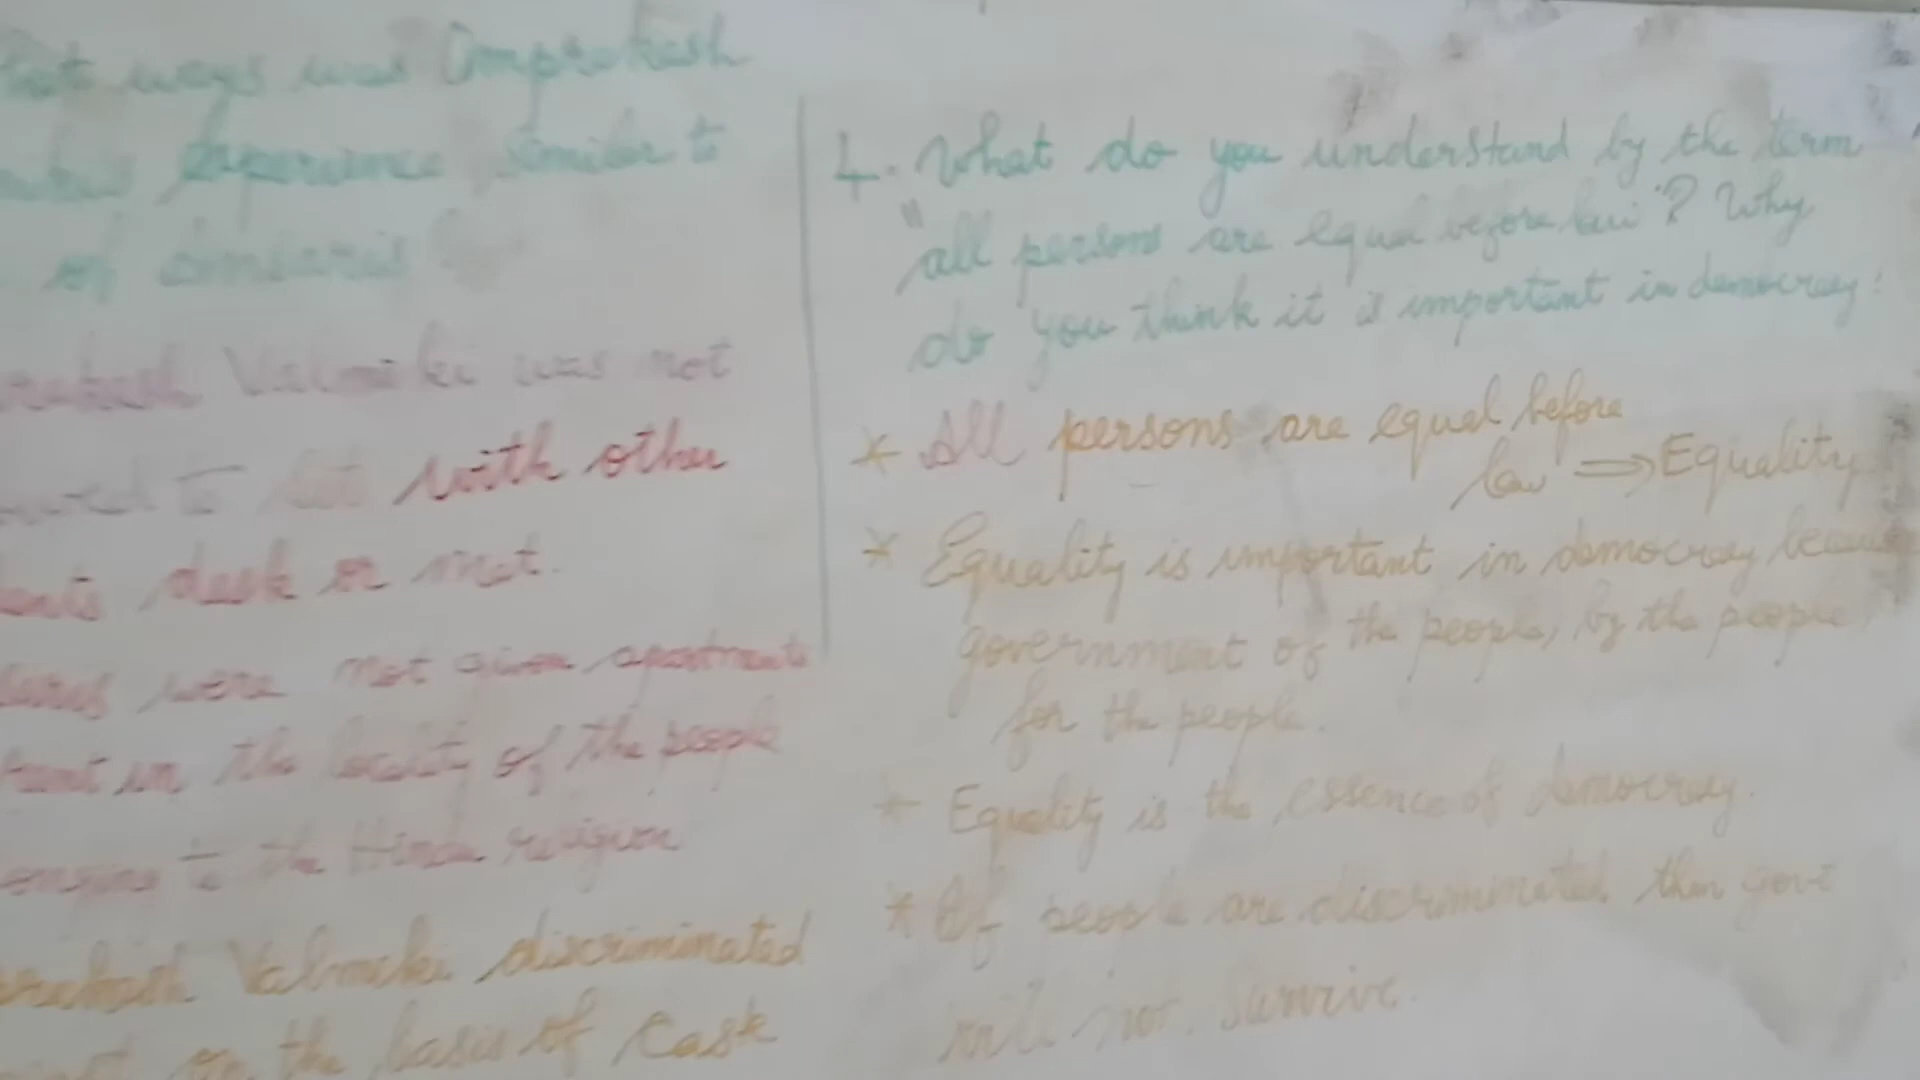 ways was Omprakash
experience similar to
of Ansaris
Valmiki was not
to sit with other
desk or mat.
were not given apartments
in the locality of the people
to the Hindu religion
Valmiki discriminated
on the basis of Cask
4. What do you understand by the term
"all persons are equal before law"? Why
do you think it is important in democracy?
* All persons are equal before
law ⇒ Equality
* Equality is important in democracy because
government of the people, by the people,
for the people.
* Equality is the essence of democracy.
* If people are discriminated, then govt
will not survive.